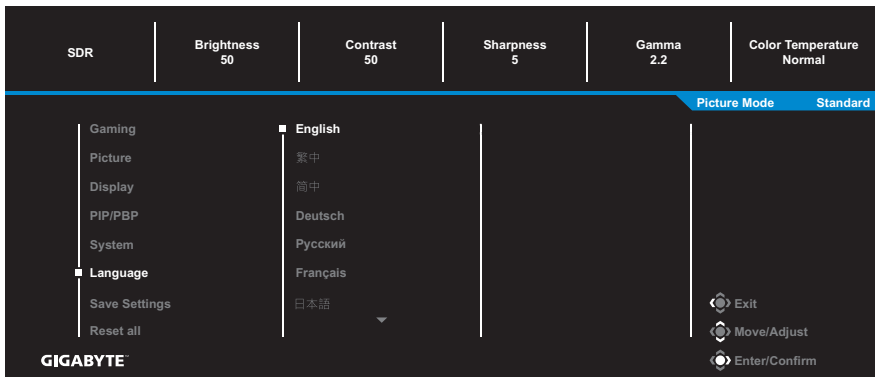 SDR
Brightness
50
Contrast
50
Sharpness
5
Gamma
2.2
Color Temperature
Normal
Picture Mode Standard
Gaming
Picture
Display
PIP/PBP
System
Language
Save Settings
Reset all
English
繁中
简中
Deutsch
Русский
Français
日本語
Exit
Move/Adjust
Enter/Confirm
GIGABYTE™